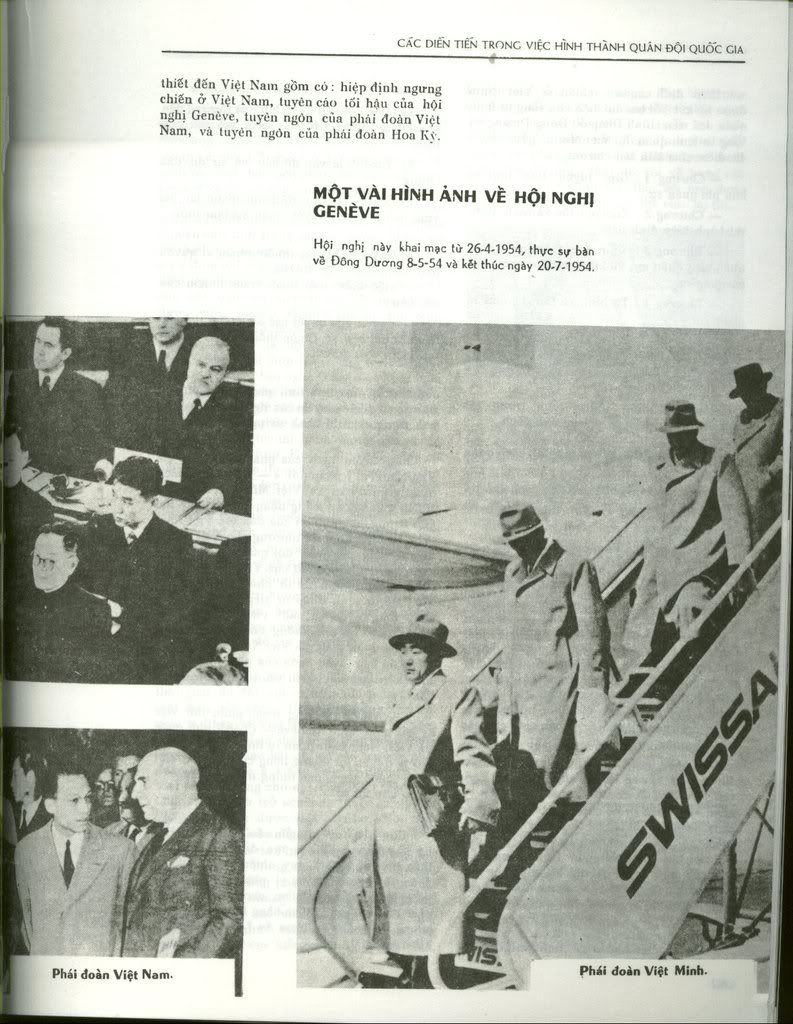 CÁC DIẾN TIẾN TRONG VIỆC HÌNH THÀNH QUÂN ĐỘI QUỐC GIA
thiết đến Việt Nam gồm có : hiệp định ngưng
chiến ở Việt Nam, tuyên cáo tối hậu của hội
nghị Genève, tuyên ngôn của phái đoàn Việt
Nam, và tuyên ngôn của phái đoàn Hoa Kỳ.
MỘT VÀI HÌNH ẢNH VỀ HỘI NGHỊ
GENÈVE
Hội nghị này khai mạc từ 26-4-1954, thực sự bàn
về Đông Dương 8-5-54 và kết thúc ngày 20-7-1954.
SWISSA
WISS
Phái đoàn Việt Nam.
Phái đoàn Việt Minh.